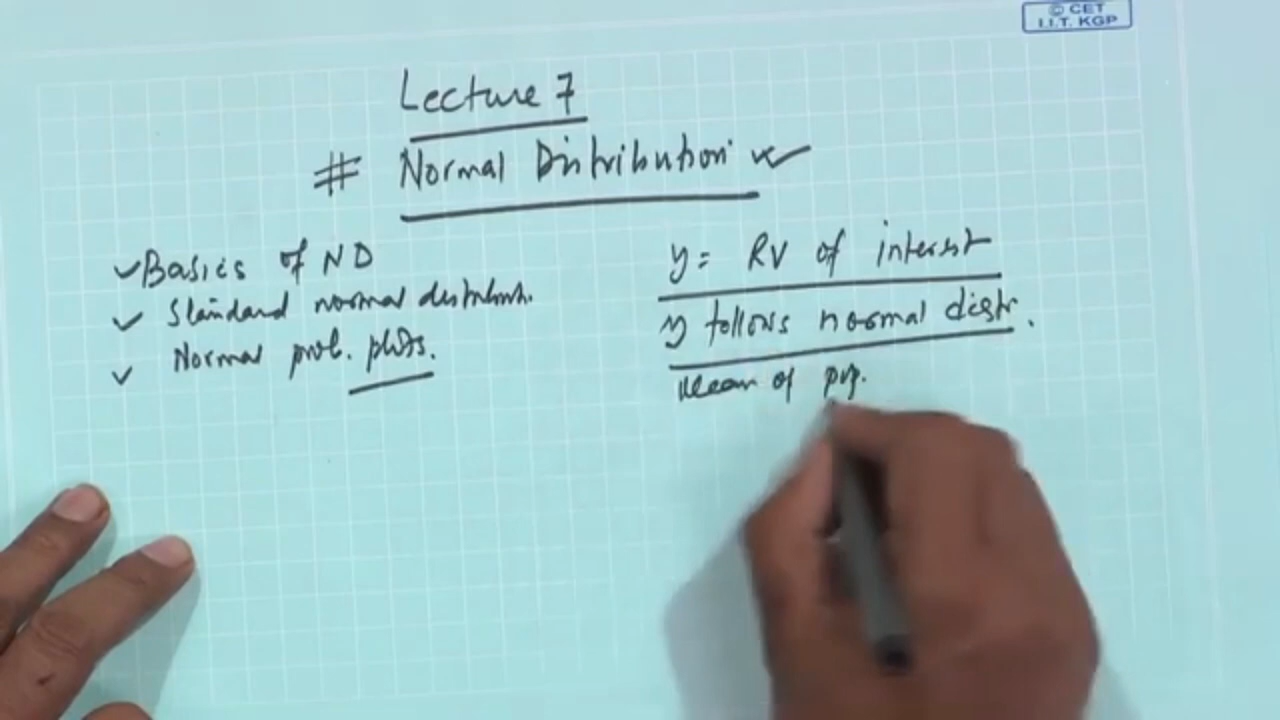 © CET
I.I.T. KGP
Lecture 7
# Normal Distribution
Basics of ND
Standard normal distribution.
Normal prob. plots.
y = RV of interest
y follows normal distr.
Mean of pop.